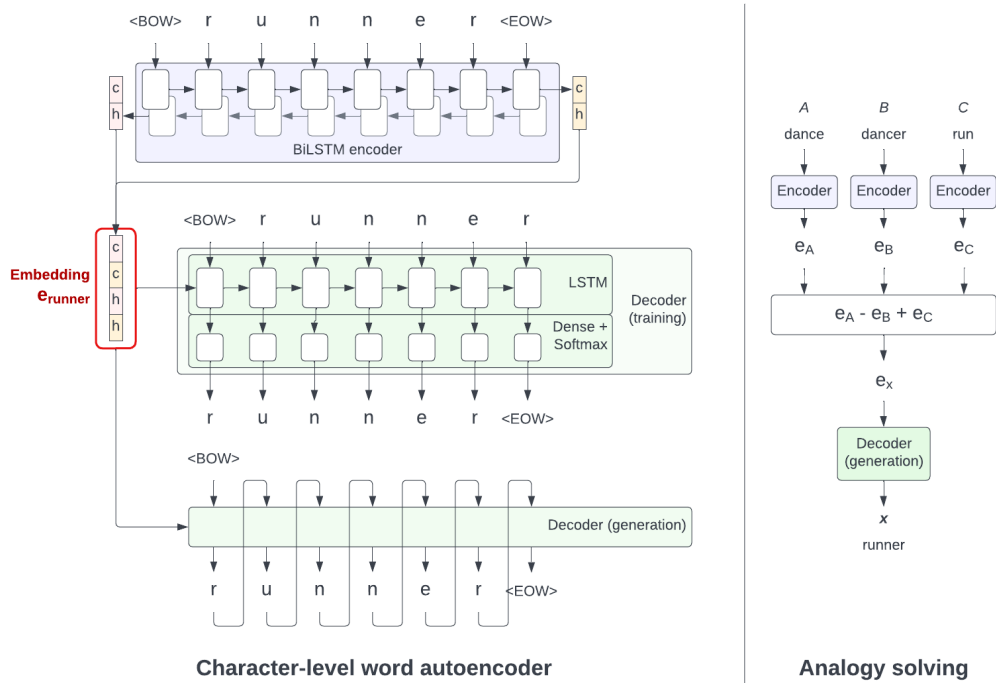 <BOW> r u n n e r <EOW>
c
h
c
h
BiLSTM encoder
<BOW> r u n n e r
Embedding
e_runner
c
c
h
h
LSTM
Dense +
Softmax
Decoder
(training)
r u n n e r <EOW>
<BOW>
Decoder (generation)
r u n n e r <EOW>
Character-level word autoencoder
A B C
dance dancer run
Encoder Encoder Encoder
e_A e_B e_C
e_A - e_B + e_C
e_x
Decoder
(generation)
x
runner
Analogy solving